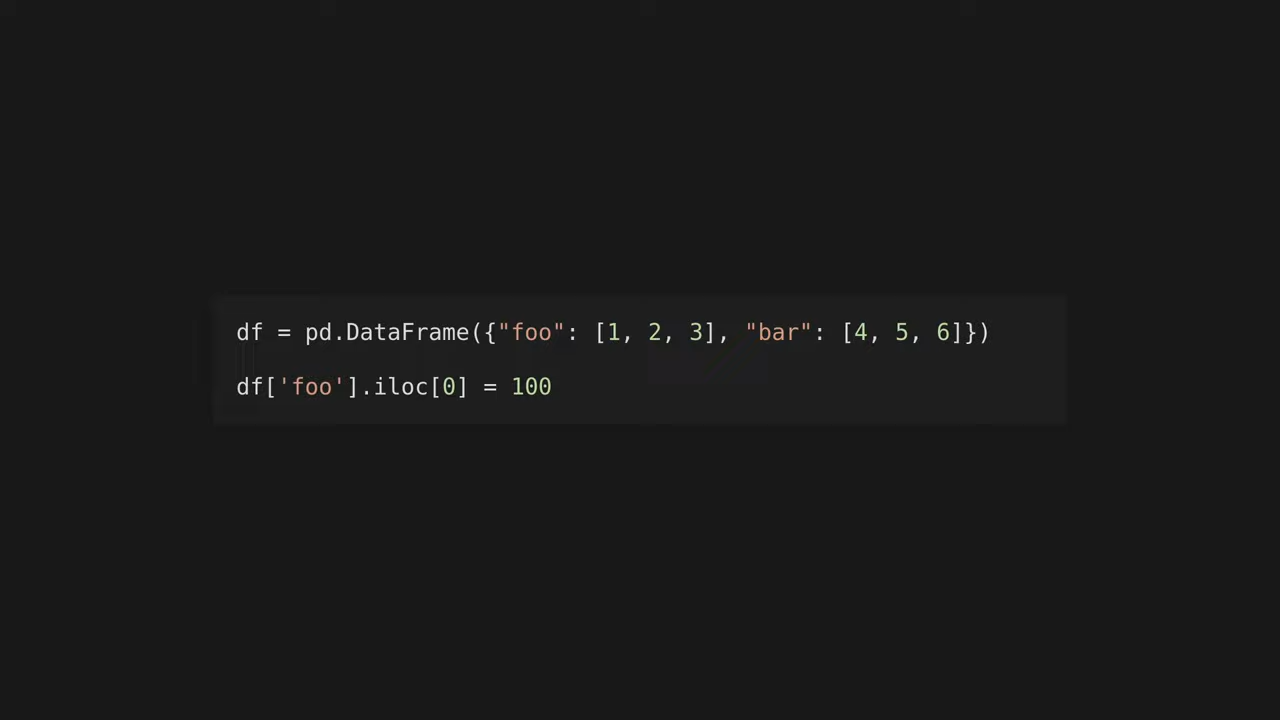 df = pd.DataFrame({"foo": [1, 2, 3], "bar": [4, 5, 6]})
df['foo'].iloc[0] = 100